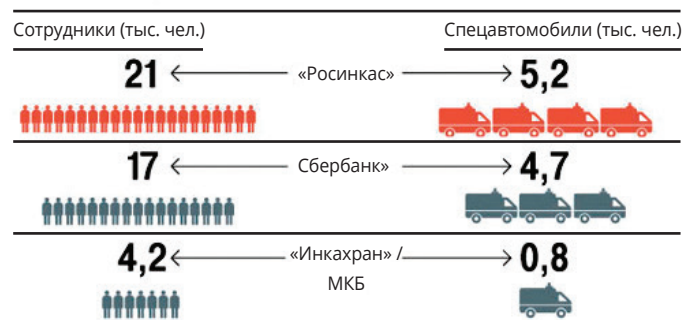 Сотрудники (тыс. чел.) Спецавтомобили (тыс. чел.)
21 «Росинкас» 5,2
17 Сбербанк» 4,7
4,2 «Инкахран» / 0,8
МКБ